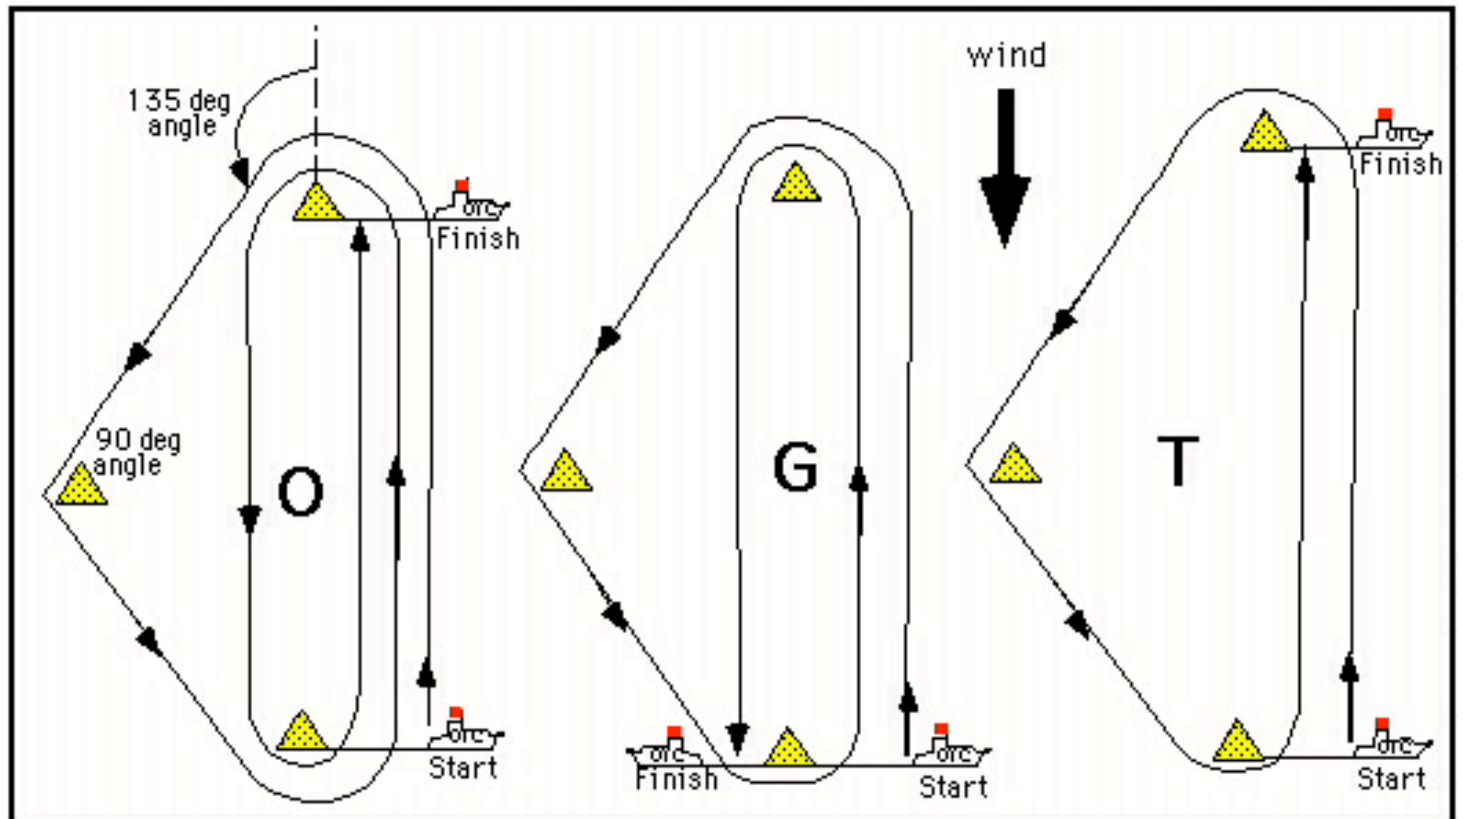 135 deg
angle
90 deg
angle
O
orc
Finish
orc
Start
G
orc
Finish
orc
Start
wind
T
orc
Finish
orc
Start